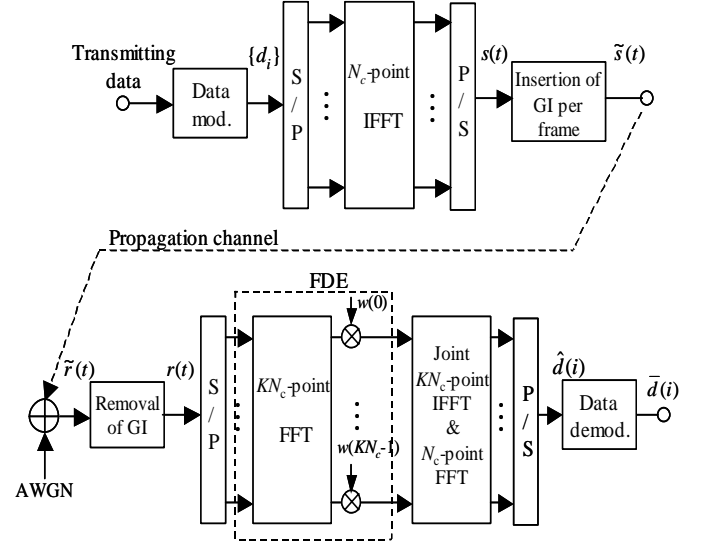 Transmitting
data
Data
mod.
{d_i}
S
/
P
N_c-point
IFFT
P
/
S
s(t)
Insertion of
GI per
frame
s̃(t)
Propagation channel
r̃(t)
AWGN
Removal
of GI
r(t)
S
/
P
FDE
KN_c-point
FFT
w(0)
w(KN_c-1)
Joint
KN_c-point
IFFT
&
N_c-point
FFT
P
/
S
d̂(i)
Data
demod.
d̄(i)